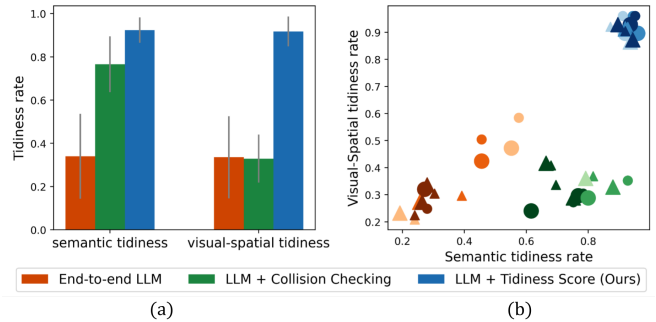 (a)
Tidiness rate
1.0
0.8
0.6
0.4
0.2
0.0
semantic tidiness visual-spatial tidiness
(b)
Visual-Spatial tidiness rate
0.9
0.8
0.7
0.6
0.5
0.4
0.3
0.2
0.2 0.4 0.6 0.8
Semantic tidiness rate
End-to-end LLM LLM + Collision Checking LLM + Tidiness Score (Ours)
(a) (b)